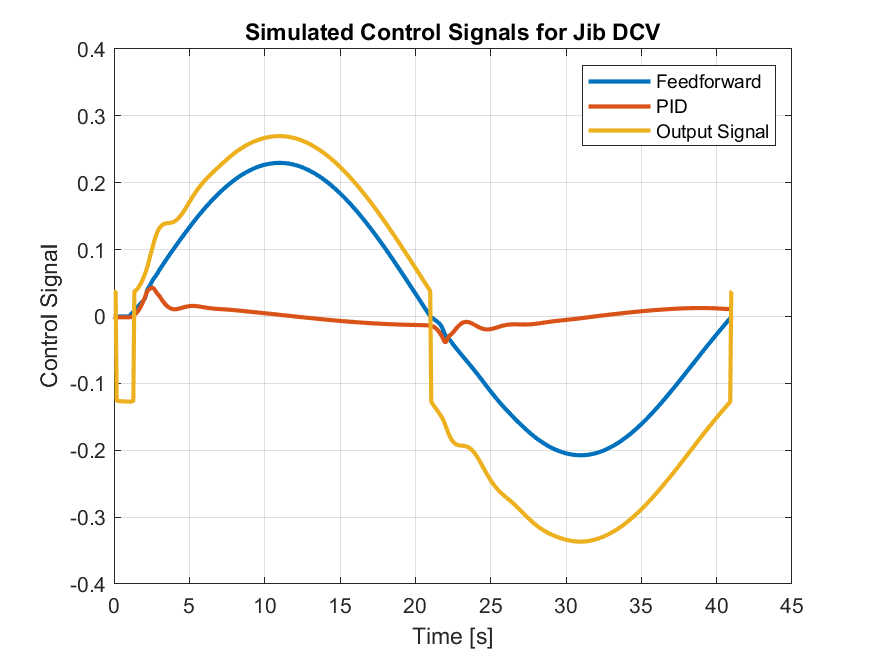 Simulated Control Signals for Jib DCV
Feedforward
PID
Output Signal
Control Signal
0.4
0.3
0.2
0.1
0
-0.1
-0.2
-0.3
-0.4
0 5 10 15 20 25 30 35 40 45
Time [s]